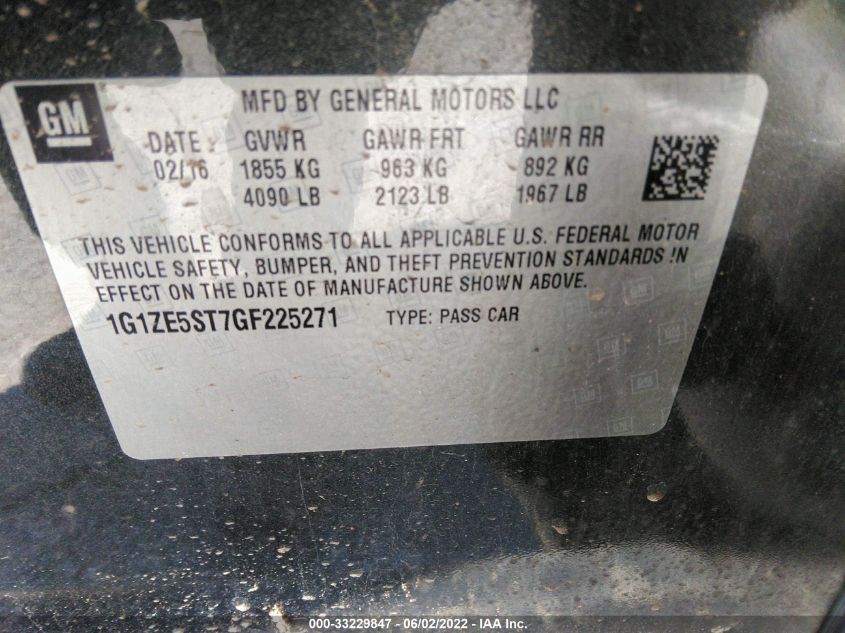 GM
MFD BY GENERAL MOTORS LLC
DATE GVWR GAWR FRT GAWR RR
02/16 1855 KG 963 KG 892 KG
4090 LB 2123 LB 1967 LB
THIS VEHICLE CONFORMS TO ALL APPLICABLE U.S. FEDERAL MOTOR
VEHICLE SAFETY, BUMPER, AND THEFT PREVENTION STANDARDS IN
EFFECT ON THE DATE OF MANUFACTURE SHOWN ABOVE.
1G1ZE5ST7GF225271 TYPE: PASS CAR
000-33229847 - 06/02/2022 - IAA Inc.